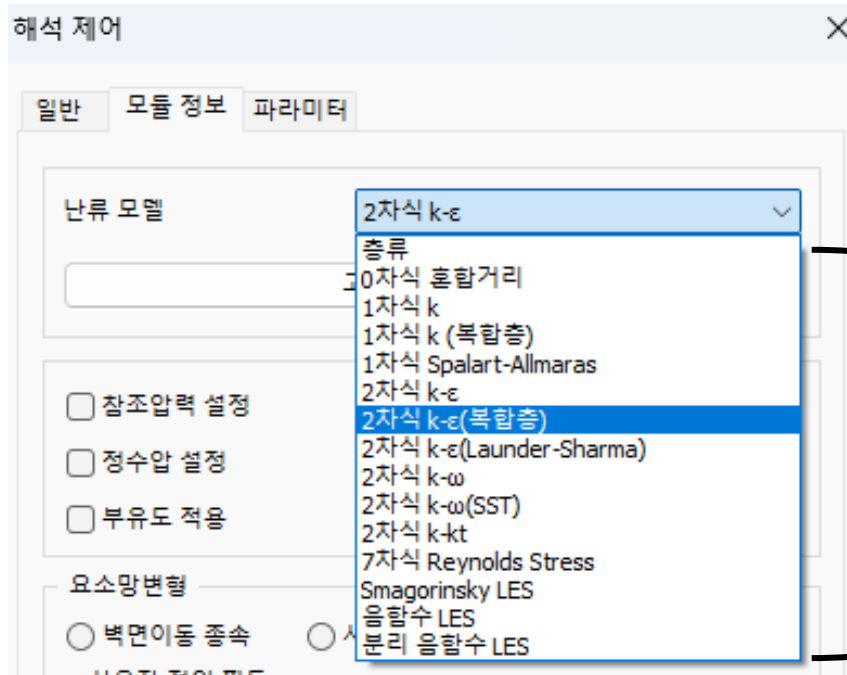 해석 제어
일반 모듈 정보 파라미터
난류 모델 2차식 k-ε
층류
0차식 혼합거리
1차식 k
1차식 k (복합층)
1차식 Spalart-Allmaras
2차식 k-ε
2차식 k-ε(복합층)
2차식 k-ε(Launder-Sharma)
2차식 k-ω
2차식 k-ω(SST)
2차식 k-kt
7차식 Reynolds Stress
Smagorinsky LES
음함수 LES
분리 음함수 LES
참조압력 설정
정수압 설정
부유도 적용
요소망변형
벽면이동 종속